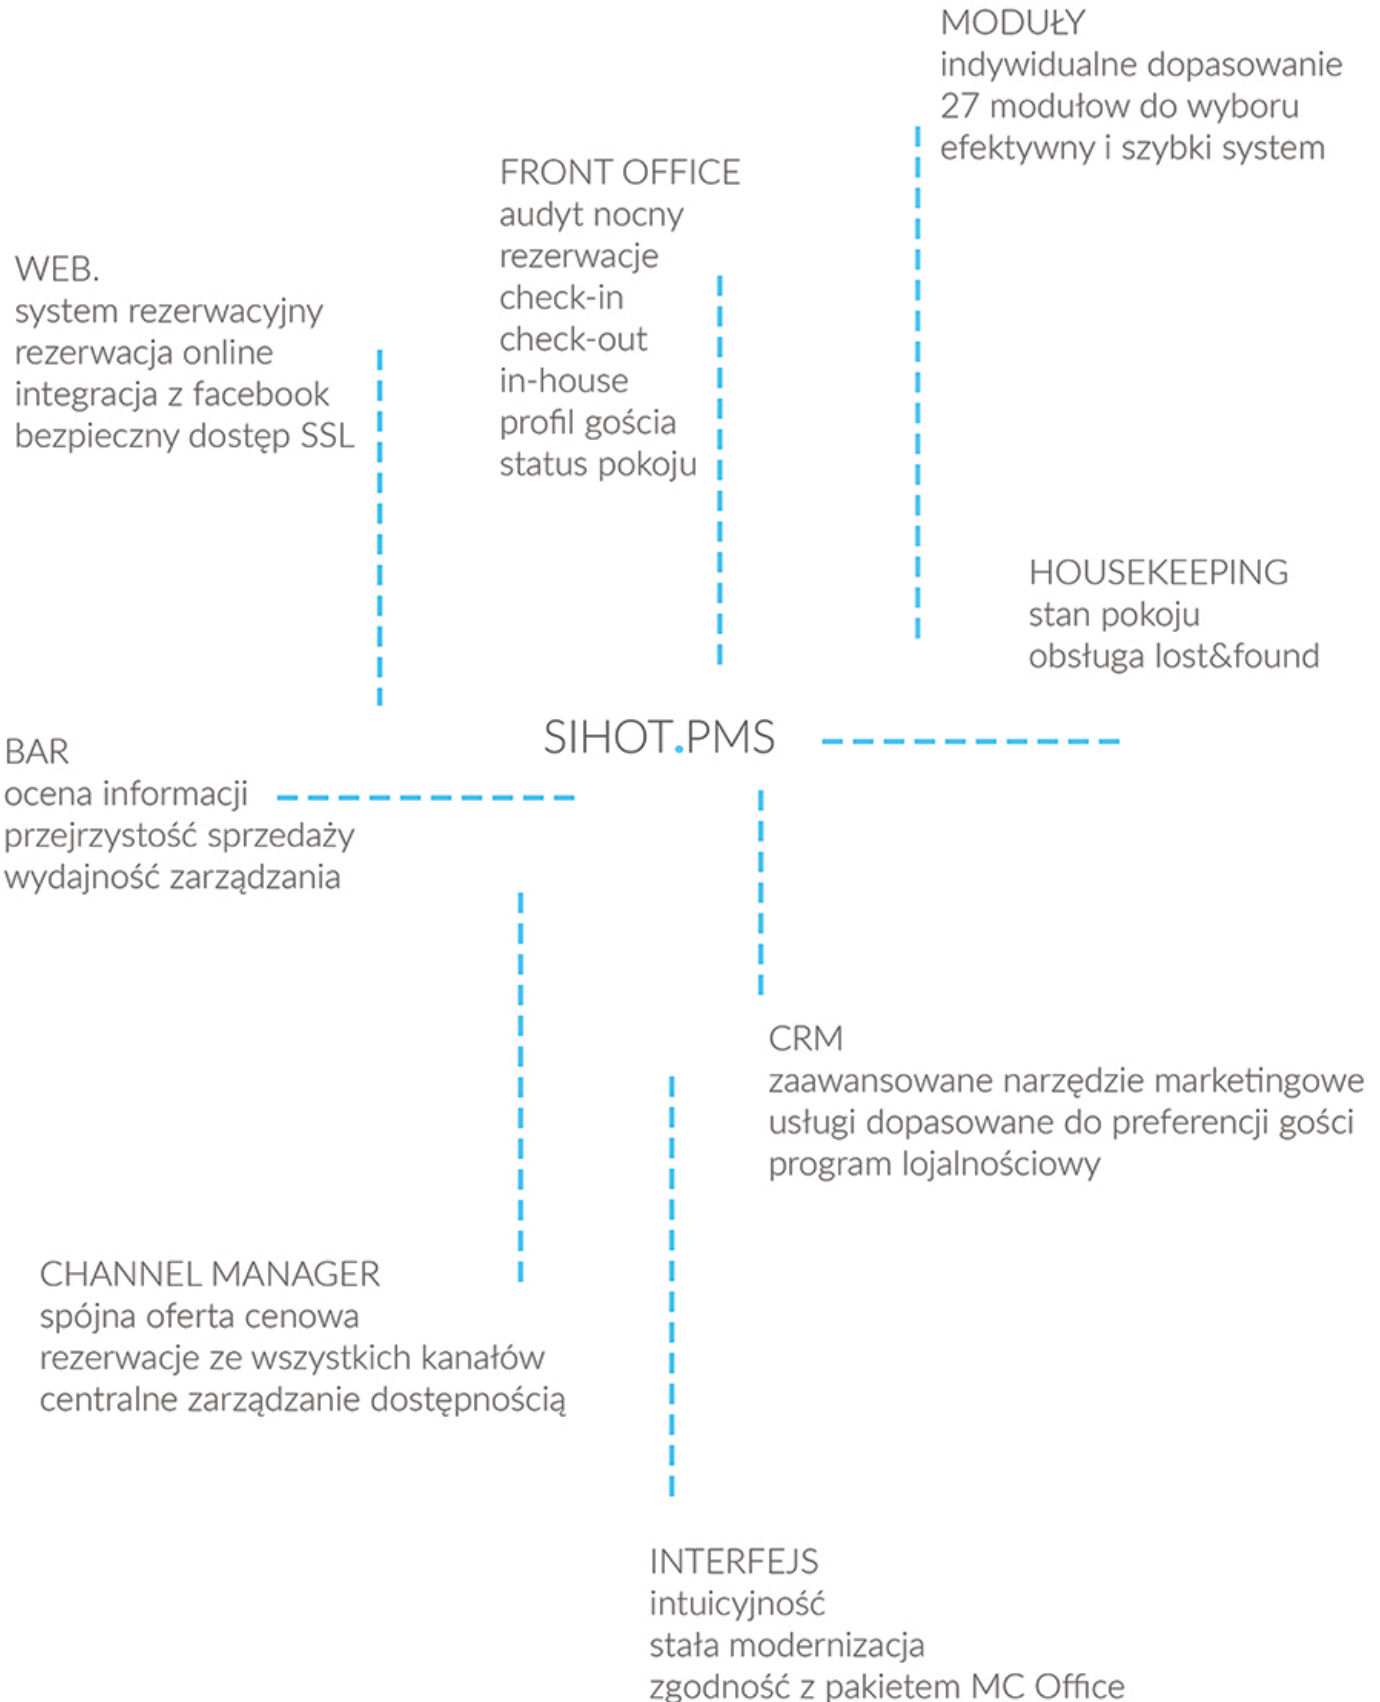 MODUŁY
indywidualne dopasowanie
27 modułow do wyboru
efektywny i szybki system
FRONT OFFICE
audyt nocny
rezerwacje
check-in
check-out
in-house
profil gościa
status pokoju
WEB.
system rezerwacyjny
rezerwacja online
integracja z facebook
bezpieczny dostęp SSL
HOUSEKEEPING
stan pokoju
obsługa lost&found
SIHOT.PMS
BAR
ocena informacji
przejrzystość sprzedaży
wydajność zarządzania
CRM
zaawansowane narzędzie marketingowe
usługi dopasowane do preferencji gości
program lojalnościowy
CHANNEL MANAGER
spójna oferta cenowa
rezerwacje ze wszystkich kanałów
centralne zarządzanie dostępnością
INTERFEJS
intuicyjność
stała modernizacja
zgodność z pakietem MC Office